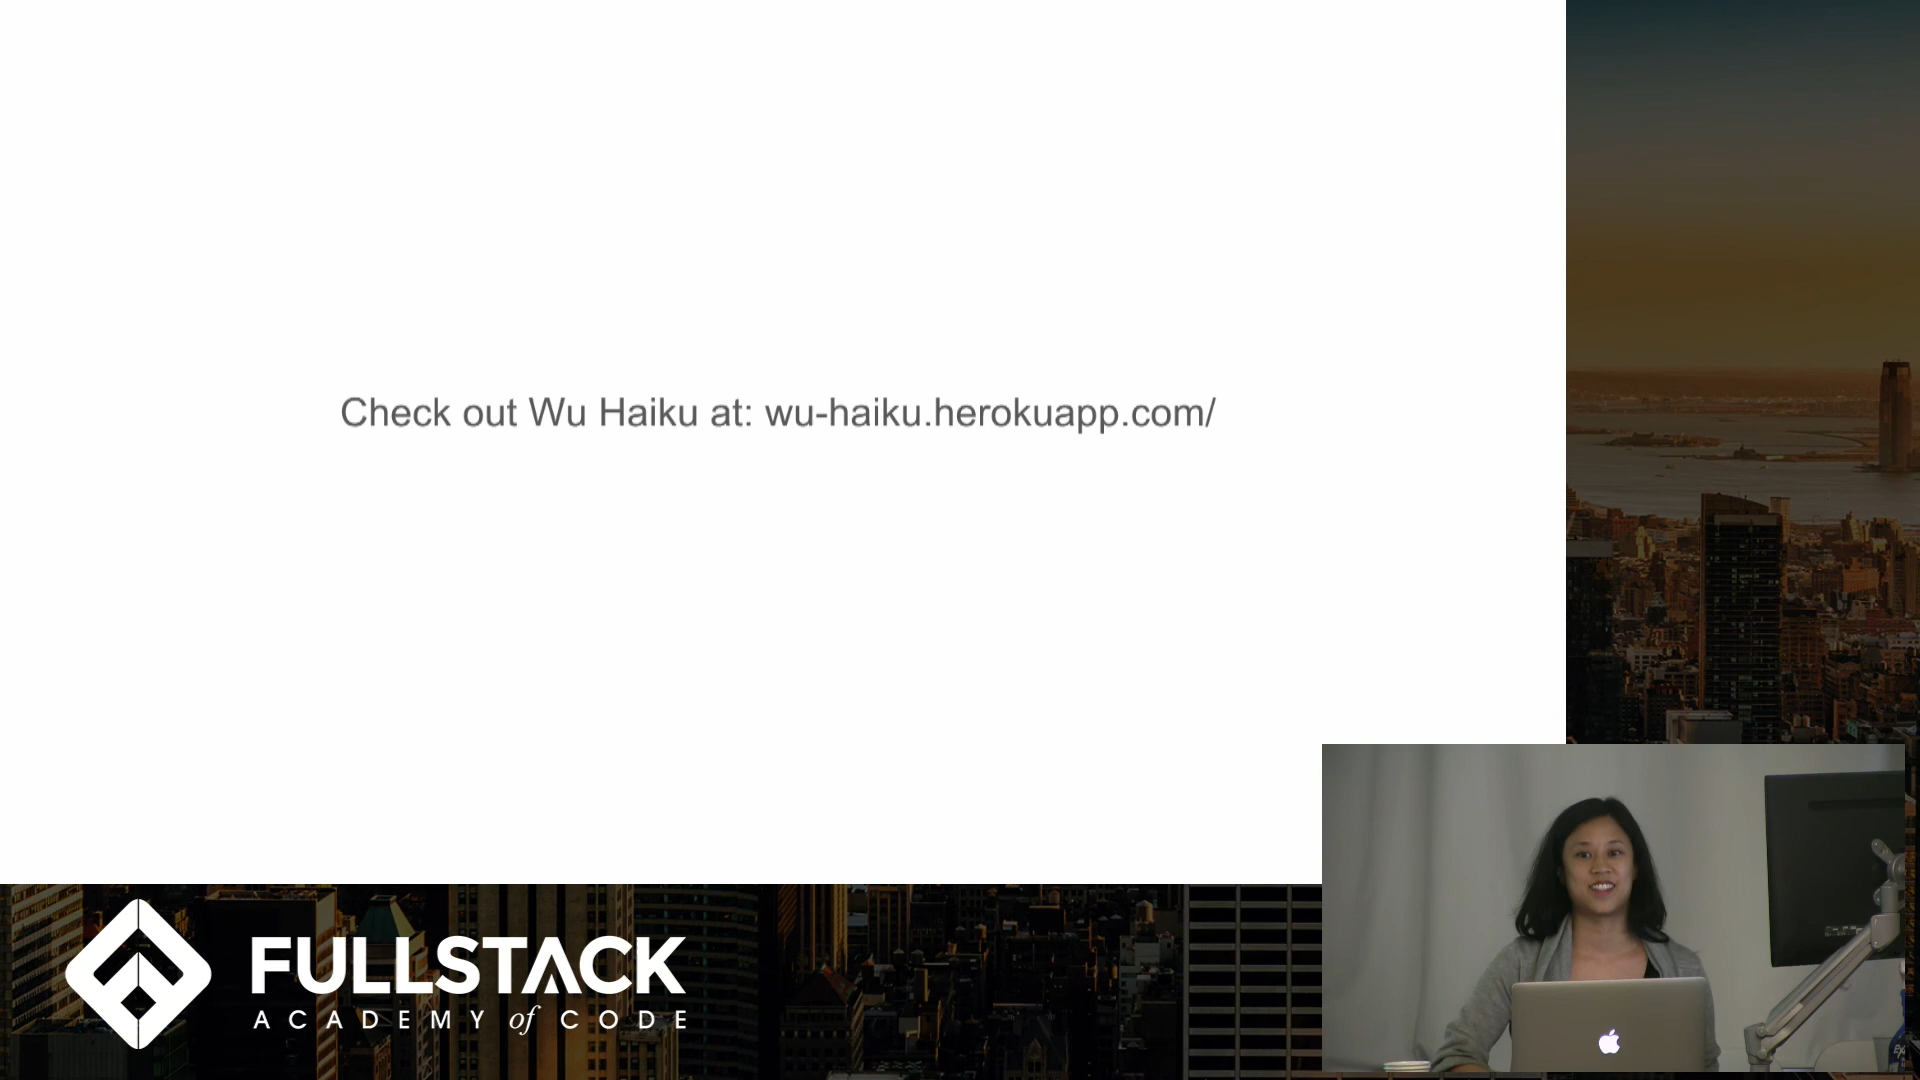 Check out Wu Haiku at: wu-haiku.herokuapp.com/
FULLSTACK
ACADEMY of CODE